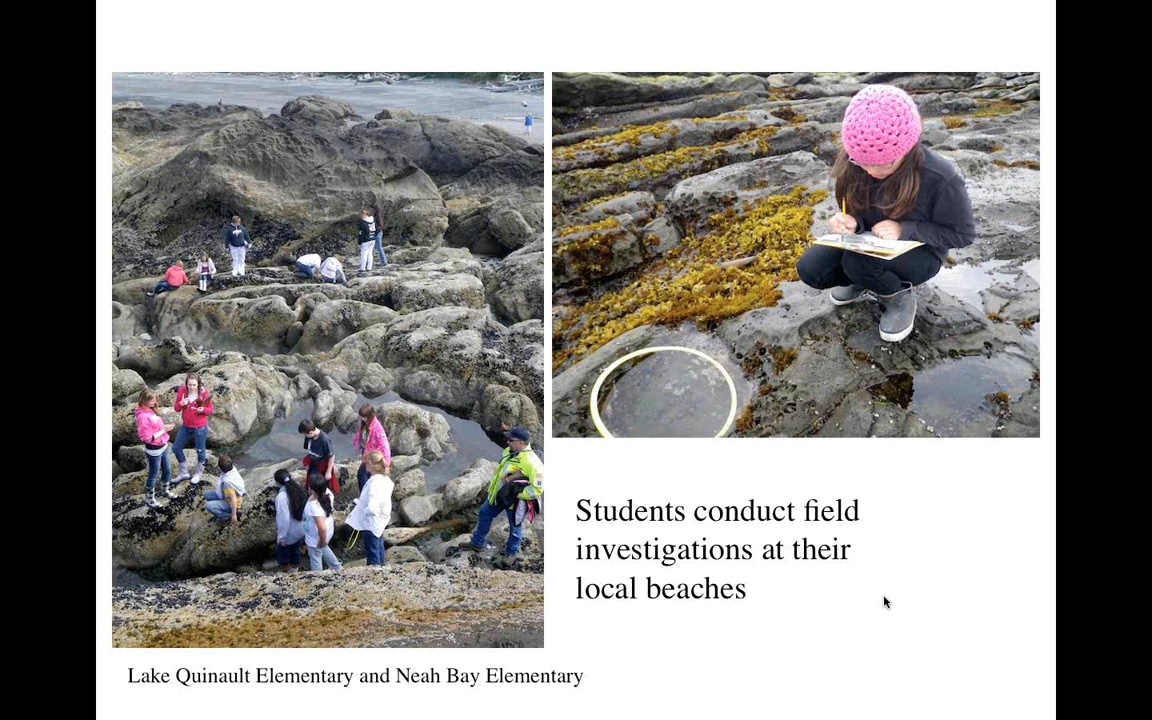 Students conduct field
investigations at their
local beaches
Lake Quinault Elementary and Neah Bay Elementary